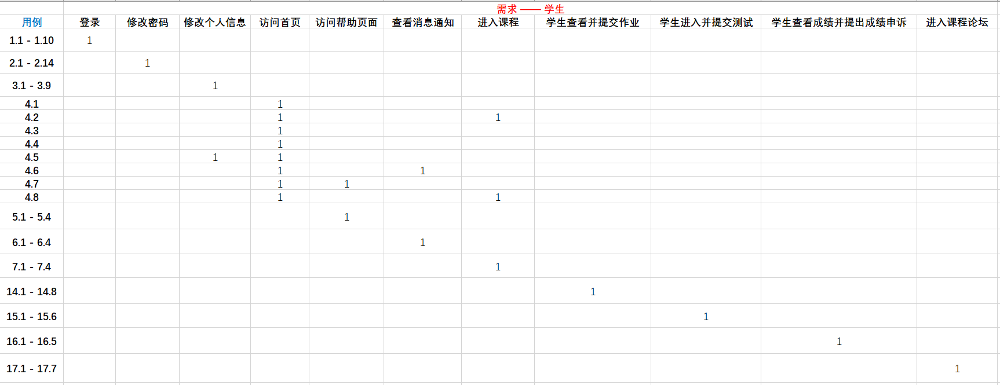 需求 —— 学生
用例 登录 修改密码 修改个人信息 访问首页 访问帮助页面 查看消息通知 进入课程 学生查看并提交作业 学生进入并提交测试 学生查看成绩并提出成绩申诉 进入课程论坛
1.1 - 1.10 1
2.1 - 2.14 1
3.1 - 3.9 1
4.1 1
4.2 1 1
4.3 1
4.4 1
4.5 1 1
4.6 1 1
4.7 1 1
4.8 1 1
5.1 - 5.4 1
6.1 - 6.4 1
7.1 - 7.4 1
14.1 - 14.8 1
15.1 - 15.6 1
16.1 - 16.5 1
17.1 - 17.7 1